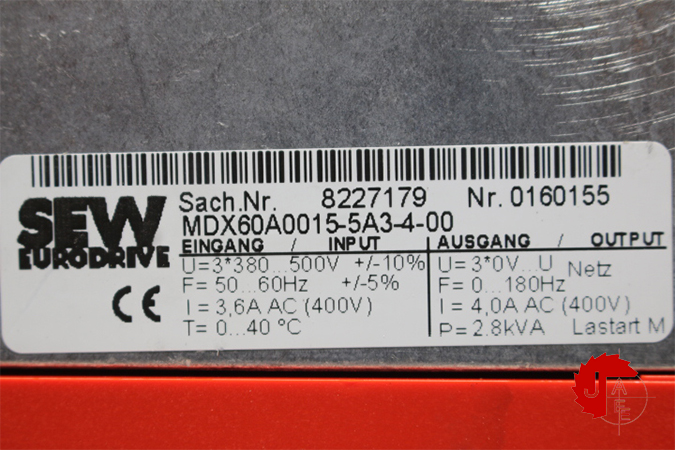 SEW
EURODRIVE
CE
Sach.Nr. 8227179 Nr. 0160155
MDX60A0015-5A3-4-00
EINGANG / INPUT
U=3*380...500V +/-10%
F= 50...60Hz +/-5%
I = 3,6A AC (400V)
T= 0...40 °C
AUSGANG / OUTPUT
U=3*0V...U Netz
F= 0...180Hz
I = 4,0A AC (400V)
P= 2.8kVA Lastart M